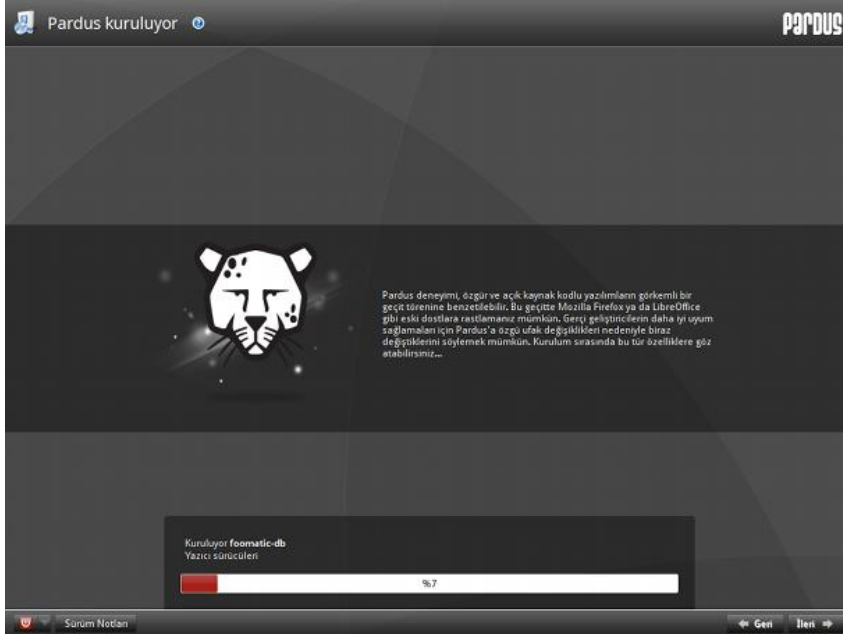 Pardus kuruluyor
PARDUS
Pardus deneyimi, özgür ve açık kaynak kodlu yazılımların görkemli bir
geçit törenine benzetilebilir. Bu geçitte Mozilla Firefox ya da LibreOffice
gibi eski dostlara rastlamanız mümkün. Gerçi geliştiricilerin daha iyi uyum
sağlamaları için Pardus'a özgü ufak değişiklikleri nedeniyle biraz
değiştiklerini söylemek mümkün. Kurulum sırasında bu tür özelliklere göz
atabilirsiniz...
Kuruluyor foomatic-db
Yazıcı sürücüleri
%7
Sürüm Notları
Geri
İleri